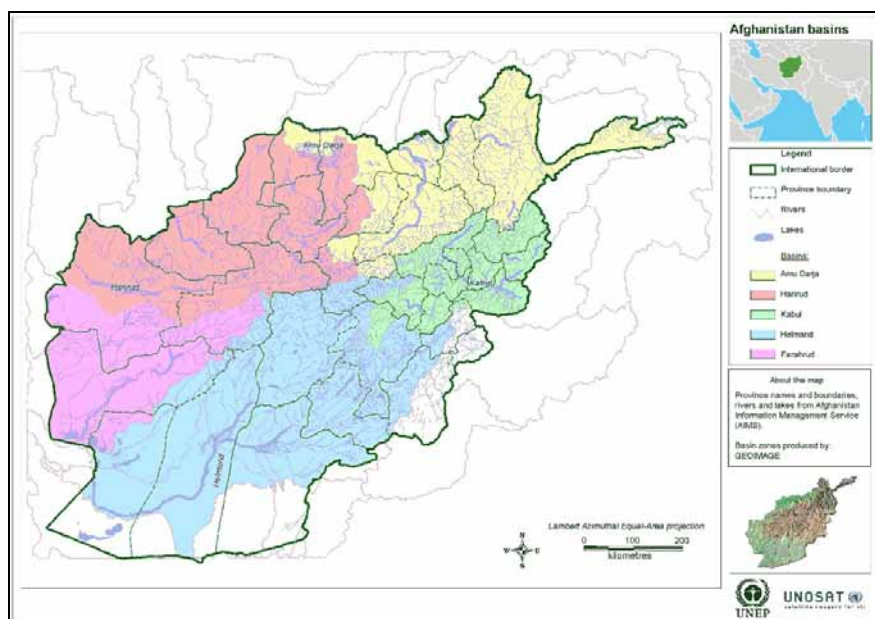 Afghanistan basins
Legend
International border
Province boundary
Rivers
Lakes
Basins:
Amu Darja
Harirud
Kabul
Helmand
Farahrud
About the map
Province names and boundaries,
rivers and lakes from Afghanistan
Information Management Service
(AIMS).
Basin zones produced by:
GEOIMAGE
Amu Darja
Harirud
Kabul
Helmand
Lambert Azimuthal Equal-Area projection
0 100 200
kilometres
N
W E
S
UNEP
UNOSAT